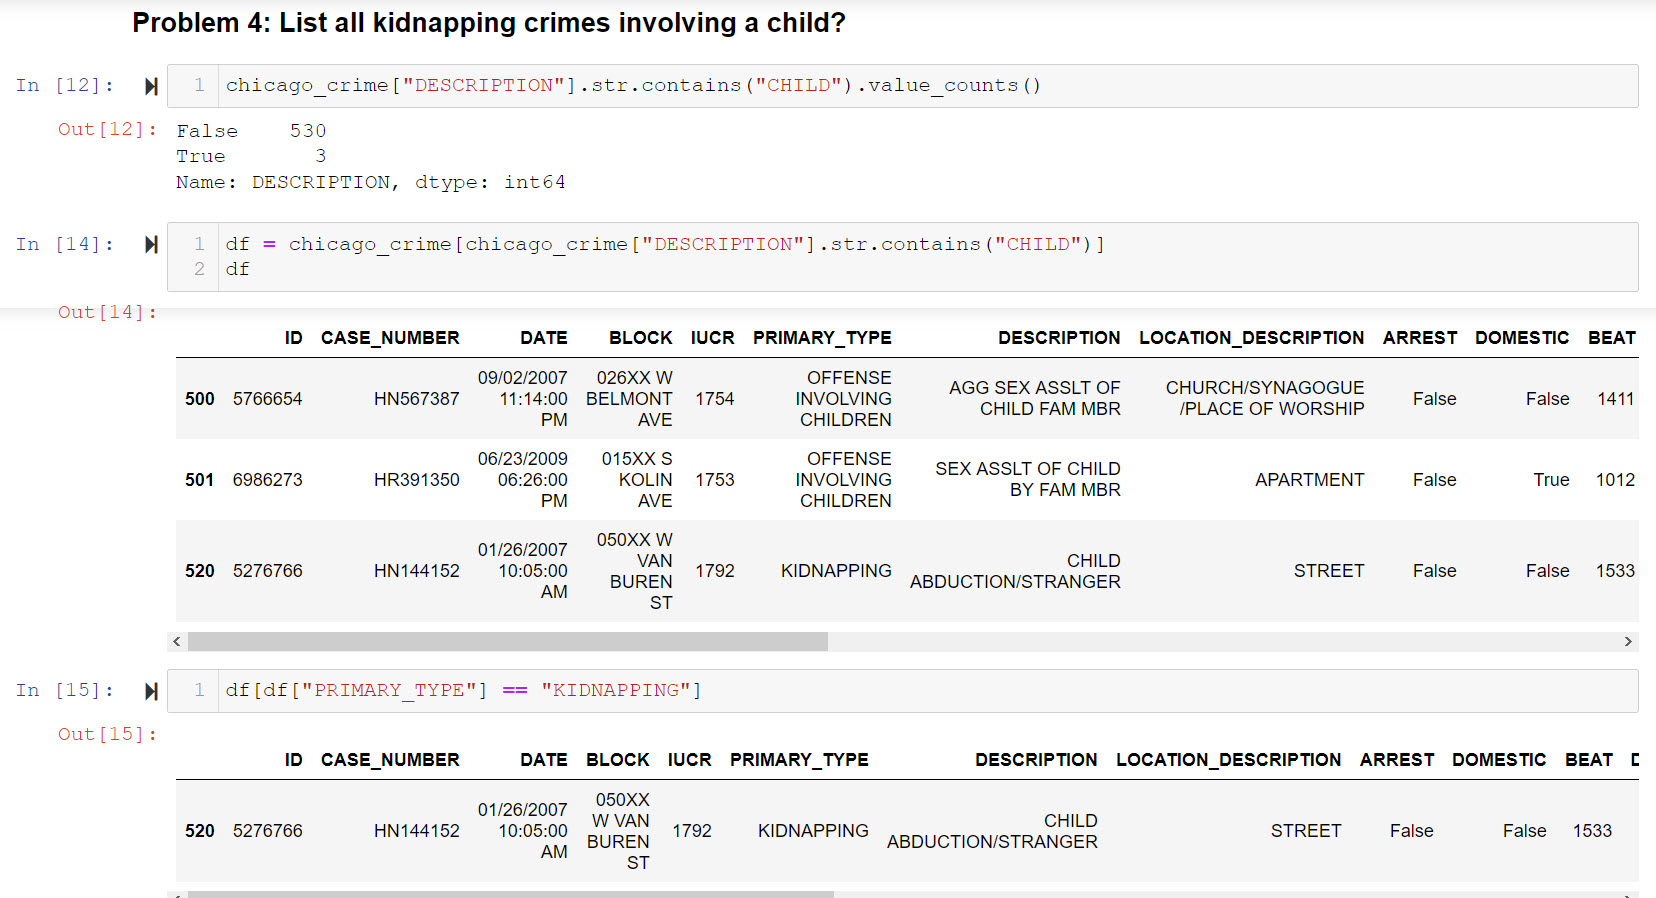 Problem 4: List all kidnapping crimes involving a child?
In [12]: 1 chicago_crime["DESCRIPTION"].str.contains("CHILD").value_counts()
Out[12]: False 530
True 3
Name: DESCRIPTION, dtype: int64
In [14]: 1 df = chicago_crime[chicago_crime["DESCRIPTION"].str.contains("CHILD")]
2 df
Out[14]:
ID CASE_NUMBER DATE BLOCK IUCR PRIMARY_TYPE DESCRIPTION LOCATION_DESCRIPTION ARREST DOMESTIC BEAT
09/02/2007 026XX W OFFENSE
AGG SEX ASSLT OF CHURCH/SYNAGOGUE
500 5766654 HN567387 11:14:00 BELMONT 1754 INVOLVING False False 1411
CHILD FAM MBR /PLACE OF WORSHIP
PM AVE CHILDREN
06/23/2009 015XX S OFFENSE
SEX ASSLT OF CHILD
501 6986273 HR391350 06:26:00 KOLIN 1753 INVOLVING APARTMENT False True 1012
BY FAM MBR
PM AVE CHILDREN
050XX W
01/26/2007 VAN CHILD
520 5276766 HN144152 10:05:00 1792 KIDNAPPING STREET False False 1533
BUREN ABDUCTION/STRANGER
AM
ST
In [15]: 1 df[df["PRIMARY_TYPE"] == "KIDNAPPING"]
Out[15]:
ID CASE_NUMBER DATE BLOCK IUCR PRIMARY_TYPE DESCRIPTION LOCATION_DESCRIPTION ARREST DOMESTIC BEAT
050XX
01/26/2007 W VAN CHILD
520 5276766 HN144152 10:05:00 1792 KIDNAPPING STREET False False 1533
BUREN ABDUCTION/STRANGER
AM
ST